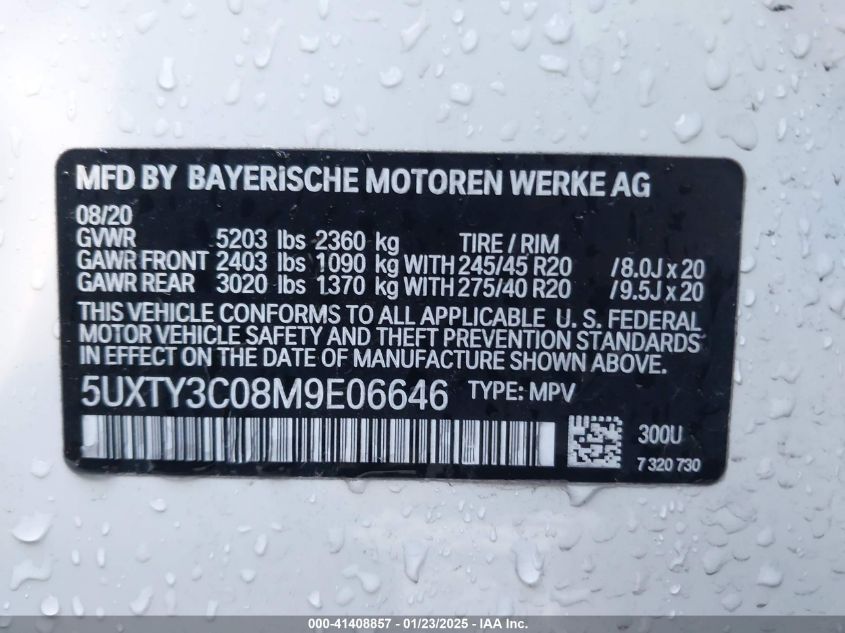 MFD BY BAYERISCHE MOTOREN WERKE AG
08/20
GVWR 5203 lbs 2360 kg TIRE / RIM
GAWR FRONT 2403 lbs 1090 kg WITH 245/45 R20 /8.0J x 20
GAWR REAR 3020 lbs 1370 kg WITH 275/40 R20 /9.5J x 20
THIS VEHICLE CONFORMS TO ALL APPLICABLE U. S. FEDERAL
MOTOR VEHICLE SAFETY AND THEFT PREVENTION STANDARDS
IN EFFECT ON THE DATE OF MANUFACTURE SHOWN ABOVE.
5UXTY3C08M9E06646 TYPE: MPV
300U
7 320 730
000-41408857 - 01/23/2025 - IAA Inc.